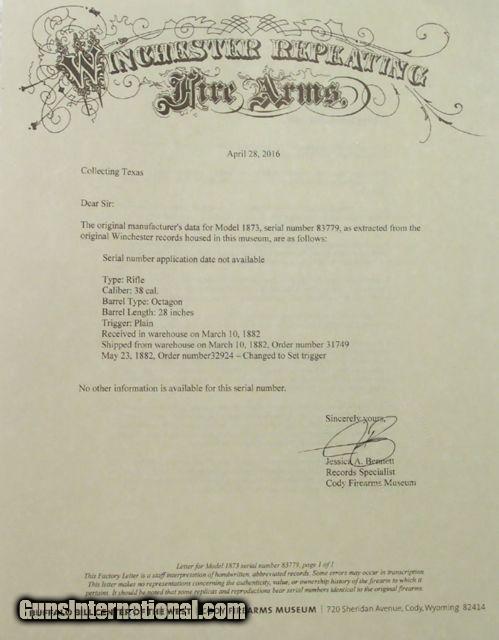 WINCHESTER REPEATING
Fire Arms.
April 28, 2016
Collecting Texas
Dear Sir:
The original manufacturer's data for Model 1873, serial number 83779, as extracted from the
original Winchester records housed in this museum, are as follows:
Serial number application date not available
Type: Rifle
Caliber: 38 cal.
Barrel Type: Octagon
Barrel Length: 28 inches
Trigger: Plain
Received in warehouse on March 10, 1882
Shipped from warehouse on March 10, 1882, Order number 31749
May 23, 1882, Order number32924 – Changed to Set trigger
No other information is available for this serial number.
Sincerely yours,
Jessica A. Bennett
Records Specialist
Cody Firearms Museum
Letter for Model 1873 serial number 83779, page 1 of 1
This Factory Letter is a staff interpretation of handwritten, abbreviated records. Some errors may occur in transcription.
This letter makes no representations concerning the authenticity, value, or ownership history of the firearm to which it
pertains. It should be noted that some replicas and reproductions bear serial numbers identical to the original firearms.
FIREARMS MUSEUM | 720 Sheridan Avenue, Cody, Wyoming 82414
GunsInternational.com